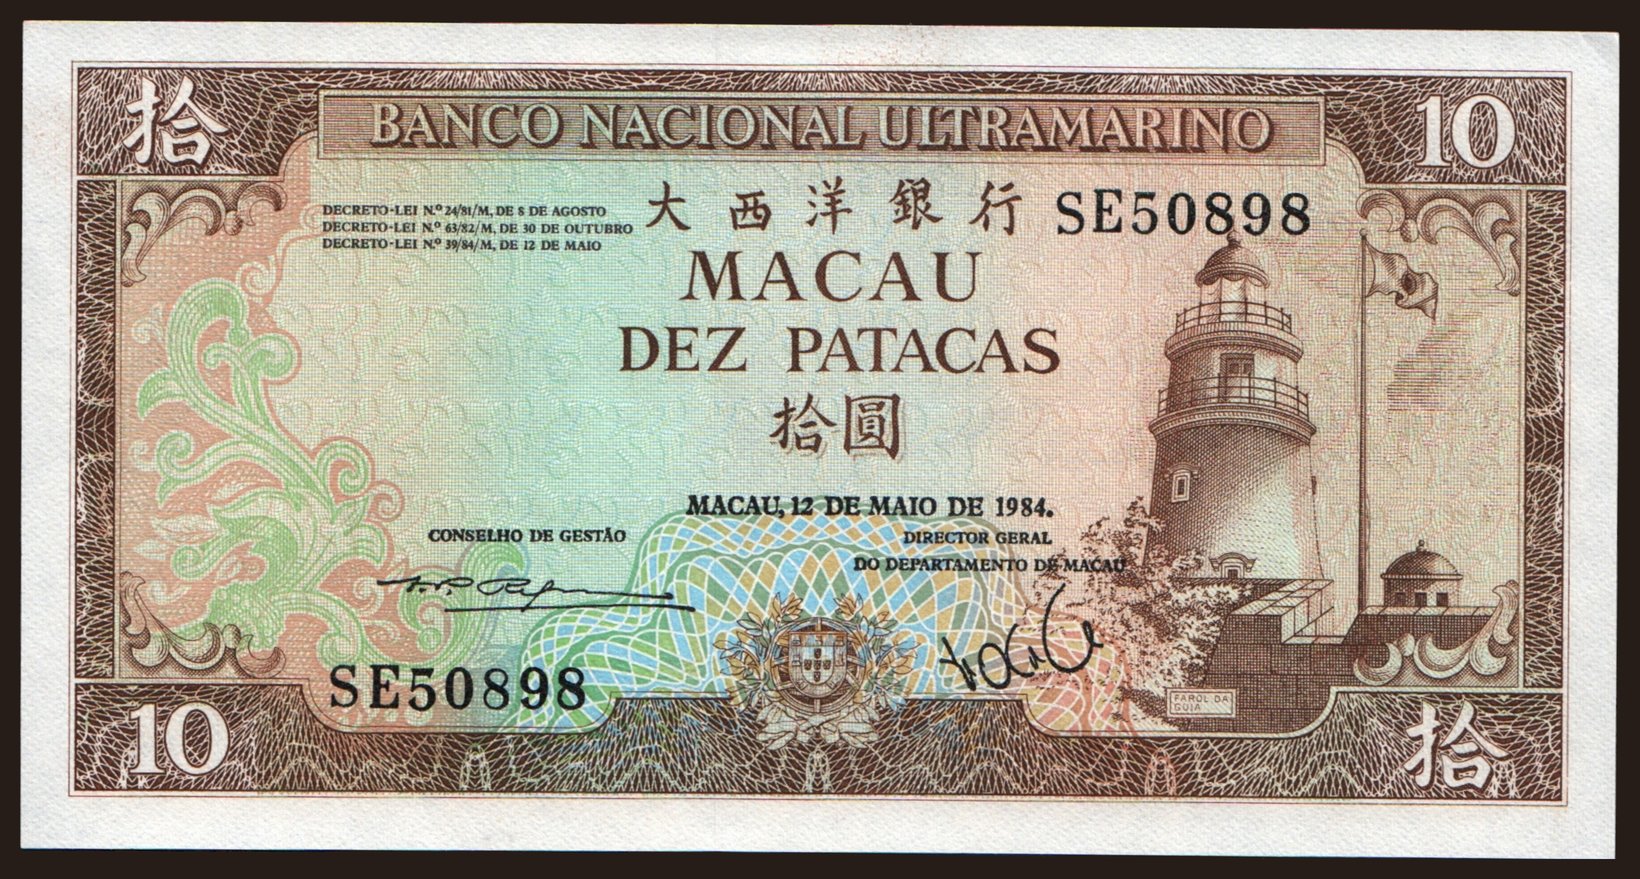 拾
BANCO NACIONAL ULTRAMARINO
10
DECRETO-LEI N.º 24/81/M, DE 8 DE AGOSTO
DECRETO-LEI N.º 63/82/M, DE 30 DE OUTUBRO
DECRETO-LEI N.º 39/84/M, DE 12 DE MAIO
大西洋銀行
SE50898
MACAU
DEZ PATACAS
拾圓
MACAU, 12 DE MAIO DE 1984.
CONSELHO DE GESTÃO
DIRECTOR GERAL
DO DEPARTAMENTO DE MACAU
SE50898
FAROL DA
GUIA
10
拾